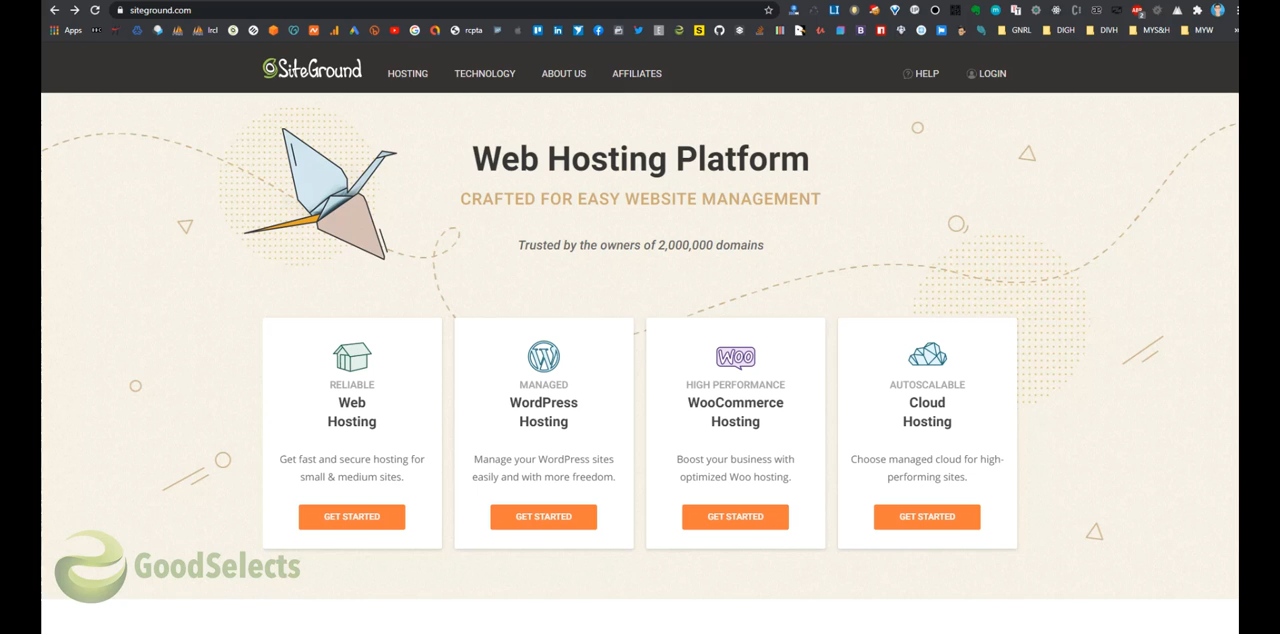 siteground.com
Apps
lrcl
rcpta
GNRL
DIGH
DIVH
MYS&H
MYW
SiteGround
HOSTING
TECHNOLOGY
ABOUT US
AFFILIATES
HELP
LOGIN
Web Hosting Platform
CRAFTED FOR EASY WEBSITE MANAGEMENT
Trusted by the owners of 2,000,000 domains
RELIABLE
Web
Hosting
Get fast and secure hosting for
small & medium sites.
GET STARTED
MANAGED
WordPress
Hosting
Manage your WordPress sites
easily and with more freedom.
GET STARTED
WOO
HIGH PERFORMANCE
WooCommerce
Hosting
Boost your business with
optimized Woo hosting.
GET STARTED
AUTOSCALABLE
Cloud
Hosting
Choose managed cloud for high-
performing sites.
GET STARTED
GoodSelects